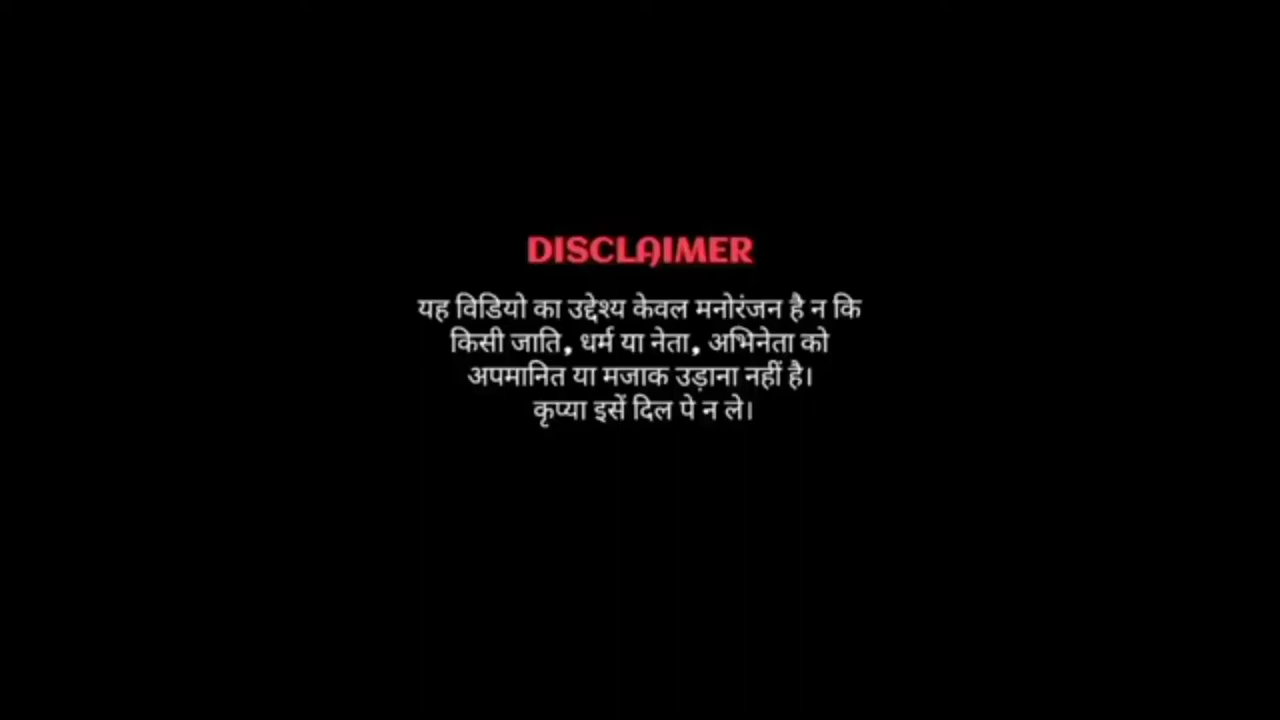 DISCLAIMER
यह विडियो का उद्देश्य केवल मनोरंजन है न कि
किसी जाति, धर्म या नेता, अभिनेता को
अपमानित या मजाक उड़ाना नहीं है।
कृप्या इसें दिल पे न ले।